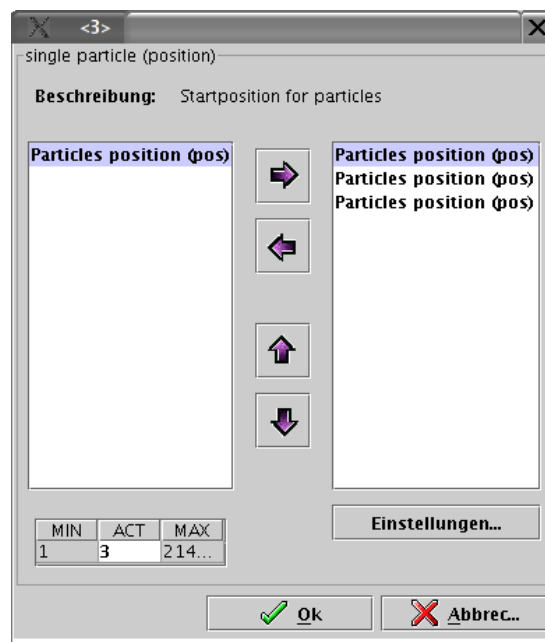 <3>
single particle (position)
Beschreibung: Startposition for particles
Particles position (pos)
Particles position (pos)
Particles position (pos)
Particles position (pos)
Einstellungen...
MIN ACT MAX
1 3 214...
Ok
Abbrec...